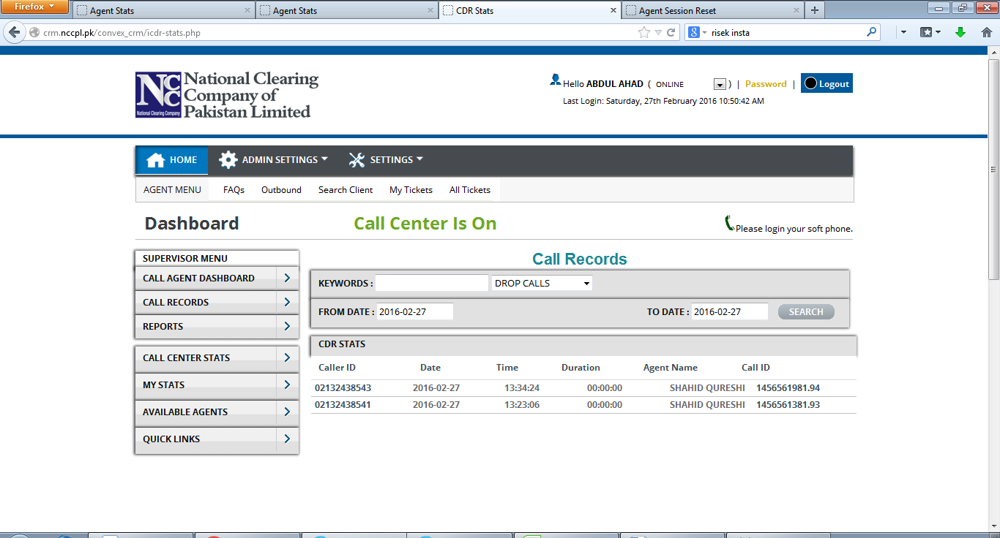 Firefox
Agent Stats
Agent Stats
CDR Stats
Agent Session Reset
crm.nccpl.pk/convex_crm/icdr-stats.php
8
risek insta
NCC
National Clearing Company
National Clearing
Company of
Pakistan Limited
Hello ABDUL AHAD ( ONLINE ) | Password | Logout
Last Login: Saturday, 27th February 2016 10:50:42 AM
HOME ADMIN SETTINGS SETTINGS
AGENT MENU FAQs Outbound Search Client My Tickets All Tickets
Dashboard Call Center Is On Please login your soft phone.
SUPERVISOR MENU
CALL AGENT DASHBOARD
CALL RECORDS
REPORTS
CALL CENTER STATS
MY STATS
AVAILABLE AGENTS
QUICK LINKS
Call Records
KEYWORDS : DROP CALLS
FROM DATE : 2016-02-27 TO DATE : 2016-02-27 SEARCH
CDR STATS
Caller ID Date Time Duration Agent Name Call ID
02132438543 2016-02-27 13:34:24 00:00:00 SHAHID QURESHI 1456561981.94
02132438541 2016-02-27 13:23:06 00:00:00 SHAHID QURESHI 1456561381.93